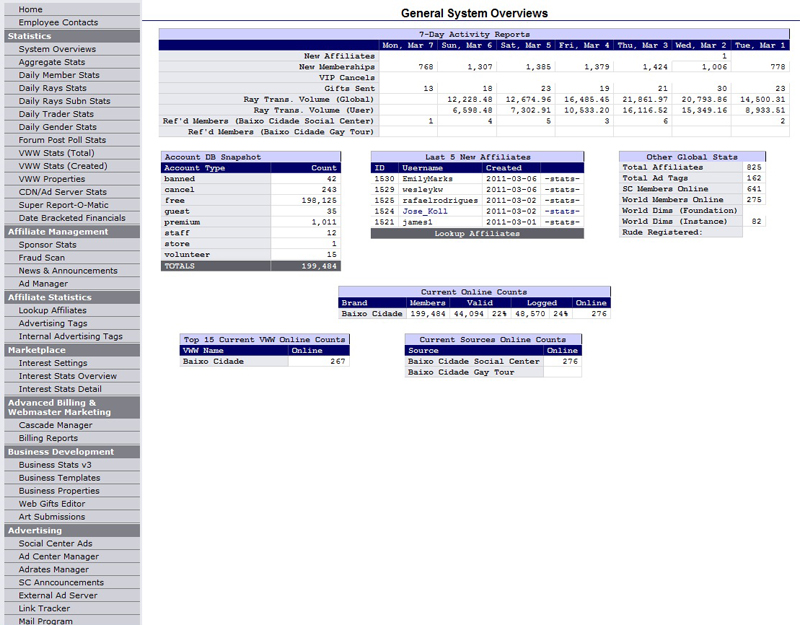 Home
Employee Contacts
Statistics
System Overviews
Aggregate Stats
Daily Member Stats
Daily Rays Stats
Daily Rays Subn Stats
Daily Trader Stats
Daily Gender Stats
Forum Post Poll Stats
VWW Stats (Total)
VWW Stats (Created)
VWW Properties
CDN/Ad Server Stats
Super Report-O-Matic
Date Bracketed Financials
Affiliate Management
Sponsor Stats
Fraud Scan
News & Announcements
Ad Manager
Affiliate Statistics
Lookup Affiliates
Advertising Tags
Internal Advertising Tags
Marketplace
Interest Settings
Interest Stats Overview
Interest Stats Detail
Advanced Billing &
Webmaster Marketing
Cascade Manager
Billing Reports
Business Development
Business Stats v3
Business Templates
Business Properties
Web Gifts Editor
Art Submissions
Advertising
Social Center Ads
Ad Center Manager
Adrates Manager
SC Anncouncements
External Ad Server
Link Tracker
Mail Program
General System Overviews
7-Day Activity Reports
Mon, Mar 7 Sun, Mar 6 Sat, Mar 5 Fri, Mar 4 Thu, Mar 3 Wed, Mar 2 Tue, Mar 1
New Affiliates 1
New Memberships 768 1,307 1,385 1,379 1,424 1,006 778
VIP Cancels
Gifts Sent 13 18 23 19 21 30 23
Ray Trans. Volume (Global) 12,228.48 12,674.96 16,485.45 21,861.97 20,793.86 14,500.31
Ray Trans. Volume (User) 6,598.48 7,302.91 10,533.20 16,116.52 15,349.16 8,933.51
Ref'd Members (Baixo Cidade Social Center) 1 4 5 3 6 2
Ref'd Members (Baixo Cidade Gay Tour)
Account DB Snapshot
Account Type Count
banned 42
cancel 243
free 198,125
guest 35
premium 1,011
staff 12
store 1
volunteer 15
TOTALS 199,484
Last 5 New Affiliates
ID Username Created
1530 EmilyMarks 2011-03-06 -stats-
1529 wesleykw 2011-03-06 -stats-
1525 rafaelrodrigues 2011-03-02 -stats-
1524 Jose_Koll 2011-03-02 -stats-
1521 james1 2011-03-01 -stats-
Lookup Affiliates
Other Global Stats
Total Affiliates 825
Total Ad Tags 162
SC Members Online 641
World Members Online 275
World Dims (Foundation)
World Dims (Instance) 82
Rude Registered:
Current Online Counts
Brand Members Valid Logged Online
Baixo Cidade 199,484 44,094 22% 48,570 24% 276
Top 15 Current VWW Online Counts
VWW Name Online
Baixo Cidade 267
Current Sources Online Counts
Source Online
Baixo Cidade Social Center 276
Baixo Cidade Gay Tour